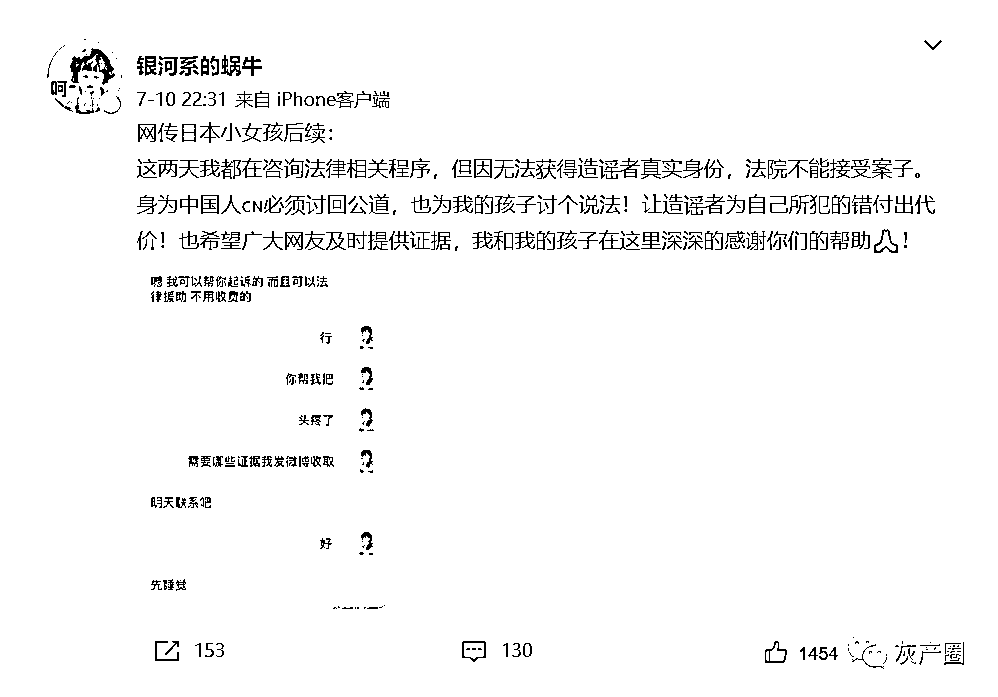 银河系的蜗牛
7-10 22:31 来自 iPhone客户端
呵一
网传日本小女孩后续：
这两天我都在咨询法律相关程序，但因无法获得造谣者真实身份，法院不能接受案子。
身为中国人CN必须讨回公道，也为我的孩子讨个说法！让造谣者为自己所犯的错付出代
价！也希望广大网友及时提供证据，我和我的孩子在这里深深的感谢你们的帮助！
嗯 我可以帮你起诉的 而且可以法
律援助 不用收费的
行
你帮我把
头疼了
需要哪些证据我发微博收取
明天联系吧
好
先睡觉
153
130
1454
灰产圈